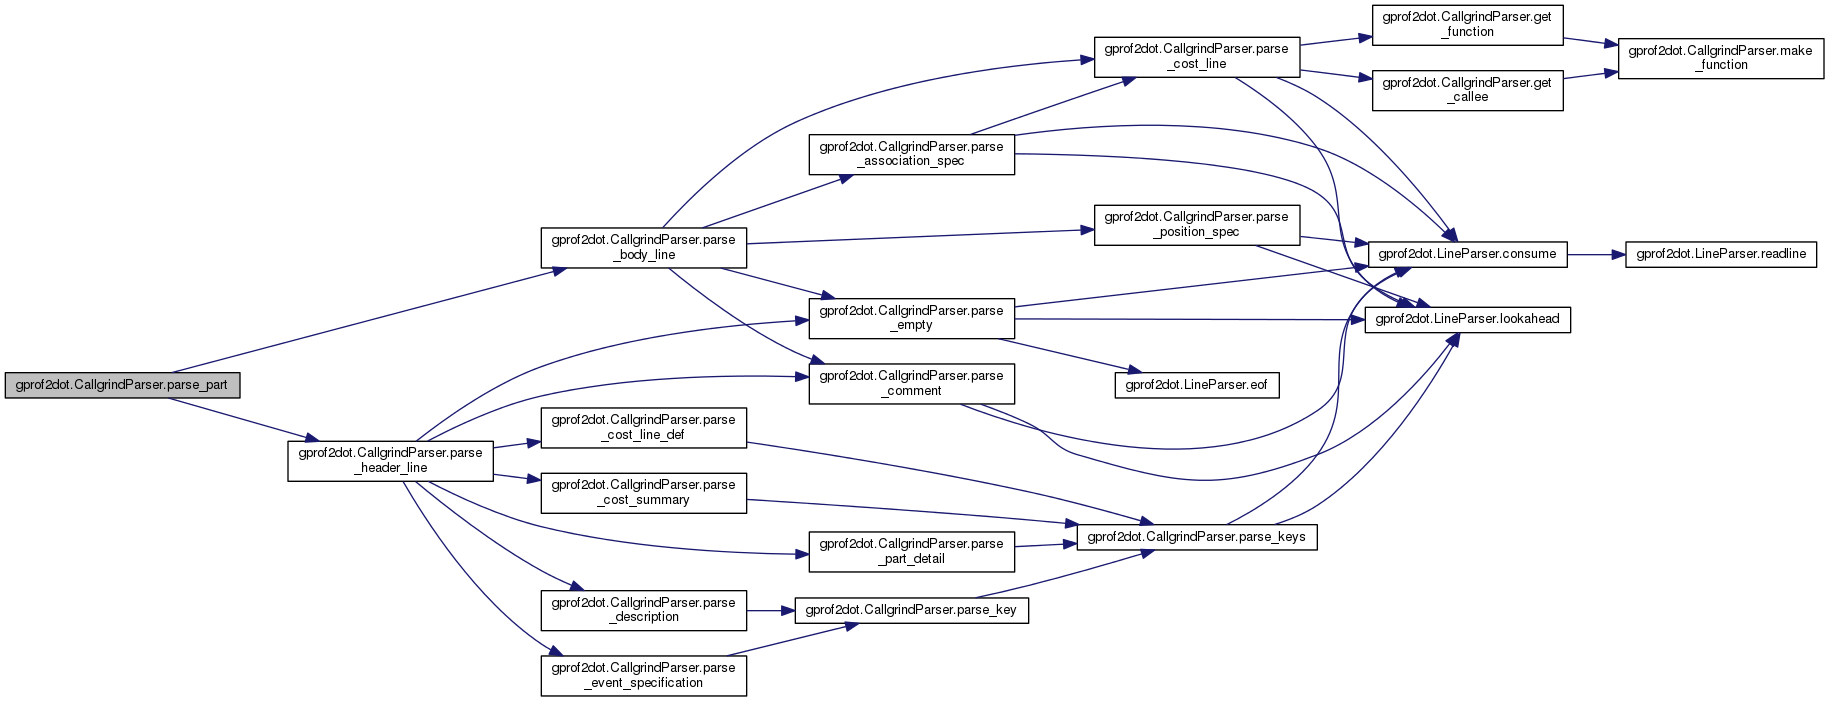 gprof2dot.CallgrindParser.parse_part
gprof2dot.CallgrindParser.parse
_header_line
gprof2dot.CallgrindParser.parse
_body_line
gprof2dot.CallgrindParser.parse
_cost_line_def
gprof2dot.CallgrindParser.parse
_cost_summary
gprof2dot.CallgrindParser.parse
_description
gprof2dot.CallgrindParser.parse
_event_specification
gprof2dot.CallgrindParser.parse
_association_spec
gprof2dot.CallgrindParser.parse
_empty
gprof2dot.CallgrindParser.parse
_comment
gprof2dot.CallgrindParser.parse
_part_detail
gprof2dot.CallgrindParser.parse_key
gprof2dot.CallgrindParser.parse
_cost_line
gprof2dot.CallgrindParser.parse
_position_spec
gprof2dot.LineParser.eof
gprof2dot.CallgrindParser.parse_keys
gprof2dot.CallgrindParser.get
_function
gprof2dot.CallgrindParser.get
_callee
gprof2dot.LineParser.consume
gprof2dot.LineParser.lookahead
gprof2dot.CallgrindParser.make
_function
gprof2dot.LineParser.readline